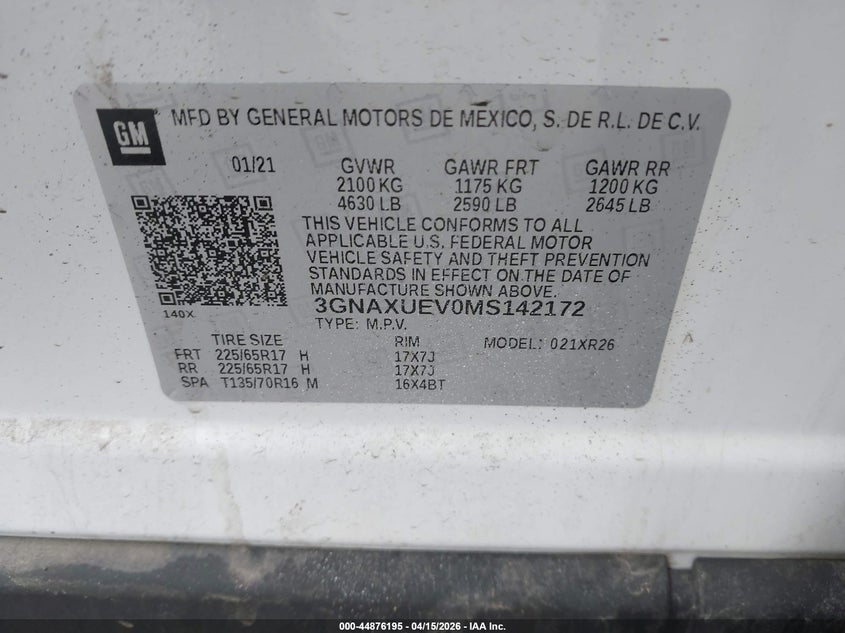 GM
MFD BY GENERAL MOTORS DE MEXICO, S. DE R.L. DE C.V.
01/21 GVWR GAWR FRT GAWR RR
2100 KG 1175 KG 1200 KG
4630 LB 2590 LB 2645 LB
THIS VEHICLE CONFORMS TO ALL
APPLICABLE U.S. FEDERAL MOTOR
VEHICLE SAFETY AND THEFT PREVENTION
STANDARDS IN EFFECT ON THE DATE OF
MANUFACTURE SHOWN ABOVE.
140X 3GNAXUEV0MS142172
TYPE: M.P.V.
TIRE SIZE RIM MODEL: 021XR26
FRT 225/65R17 H 17X7J
RR 225/65R17 H 17X7J
SPA T135/70R16 M 16X4BT
000-44876195 - 04/15/2026 - IAA Inc.